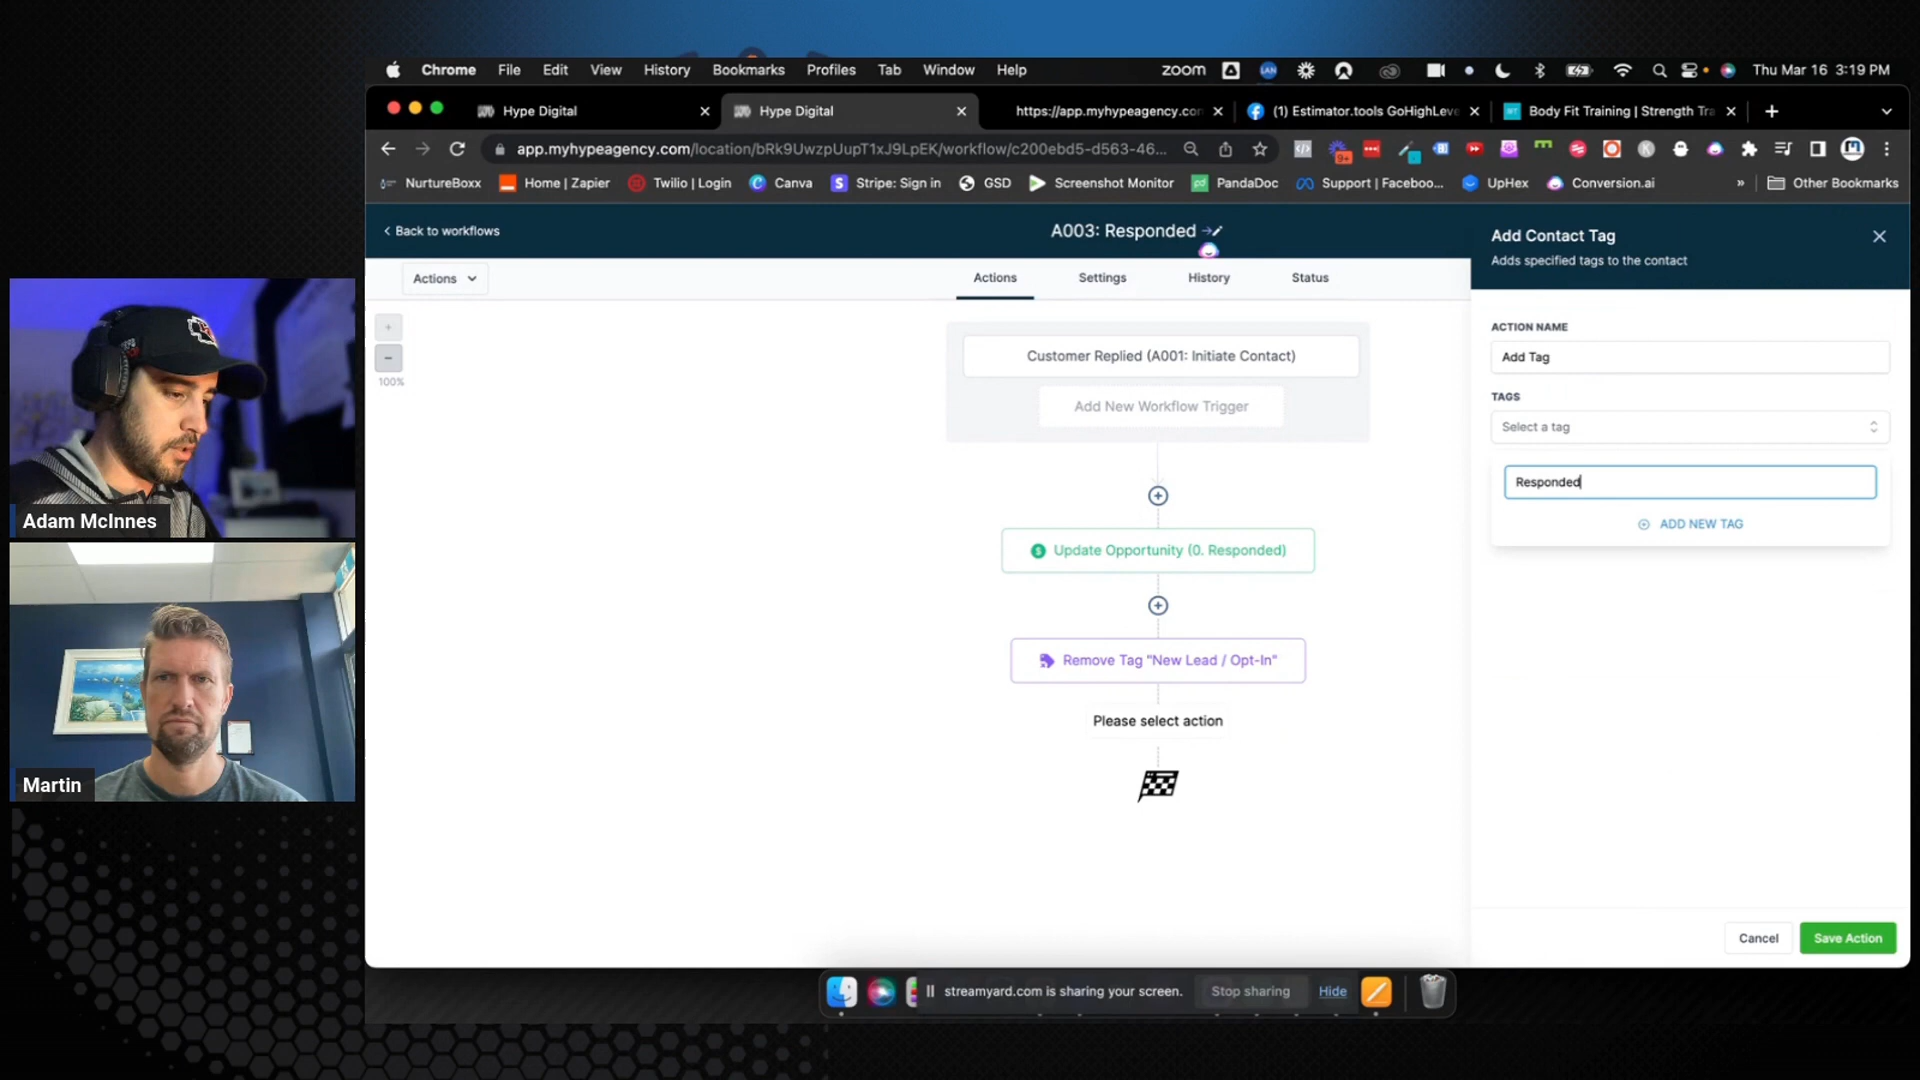 Chrome File Edit View History Bookmarks Profiles Tab Window Help
zoom LAN Thu Mar 16 3:19 PM
Hype Digital
Hype Digital
https://app.myhypeagency.con
(1) Estimator.tools GoHighLeve
Body Fit Training | Strength Tra
app.myhypeagency.com/location/bRk9UwzpUupT1xJ9LpEK/workflow/c200ebd5-d563-46...
9+
NurtureBoxx Home | Zapier Twilio | Login Canva Stripe: Sign in GSD Screenshot Monitor PandaDoc Support | Faceboo... UpHex Conversion.ai » Other Bookmarks
Back to workflows
A003: Responded
Actions
Actions Settings History Status
100%
Customer Replied (A001: Initiate Contact)
Add New Workflow Trigger
Update Opportunity (0. Responded)
Remove Tag "New Lead / Opt-In"
Please select action
Add Contact Tag
Adds specified tags to the contact
ACTION NAME
Add Tag
TAGS
Select a tag
Responded
ADD NEW TAG
Cancel
Save Action
streamyard.com is sharing your screen. Stop sharing Hide
Adam McInnes
Martin